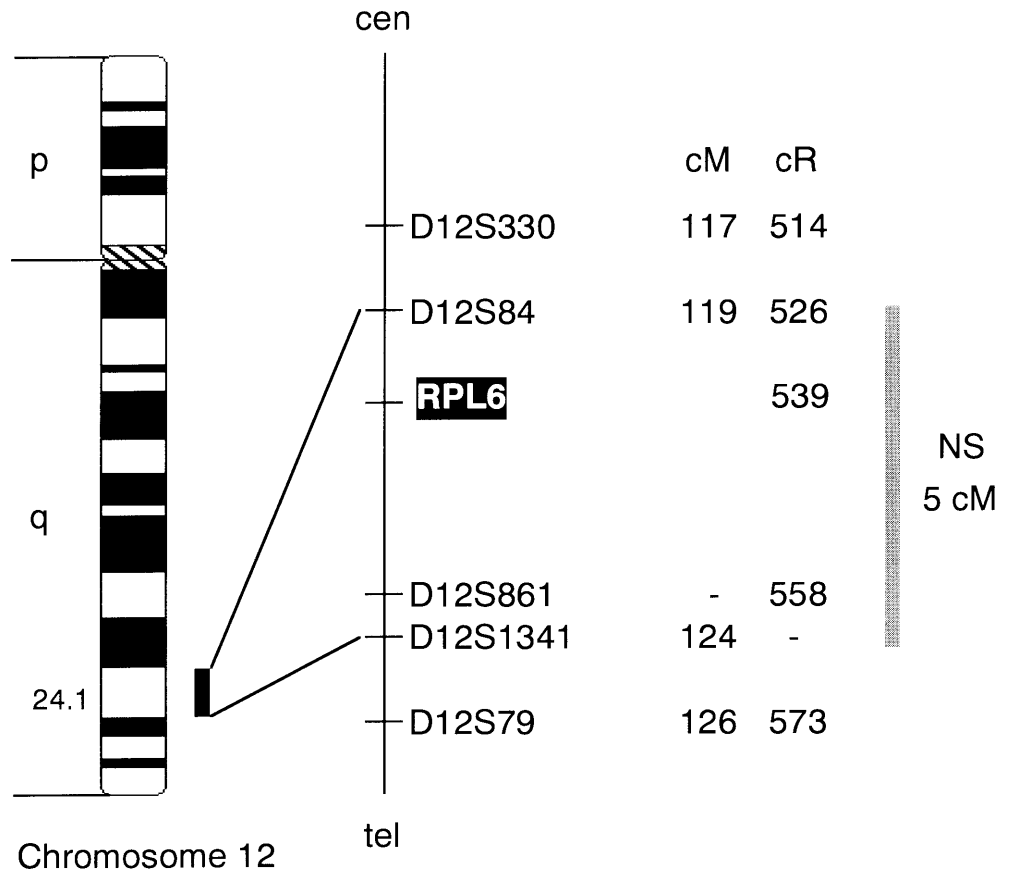 cen
p
cM cR
D12S330 117 514
D12S84 119 526
RPL6 539
NS
5 cM
q
D12S861 - 558
D12S1341 124 -
24.1
D12S79 126 573
tel
Chromosome 12